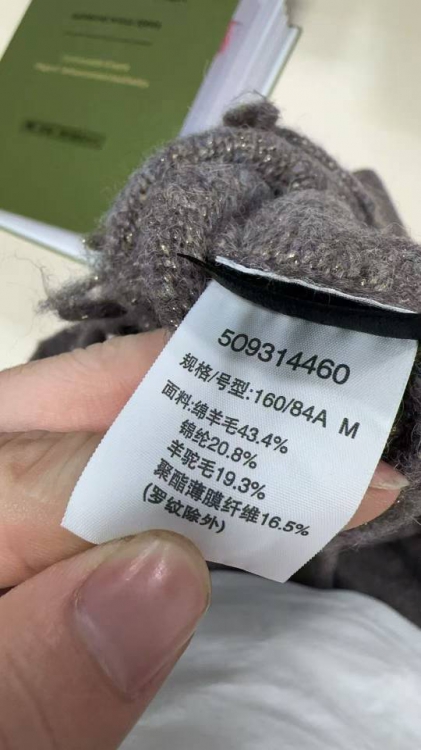 509314460
规格/号型:160/84A M
面料:绵羊毛43.4%
锦纶20.8%
羊驼毛19.3%
聚酯薄膜纤维16.5%
(罗纹除外)